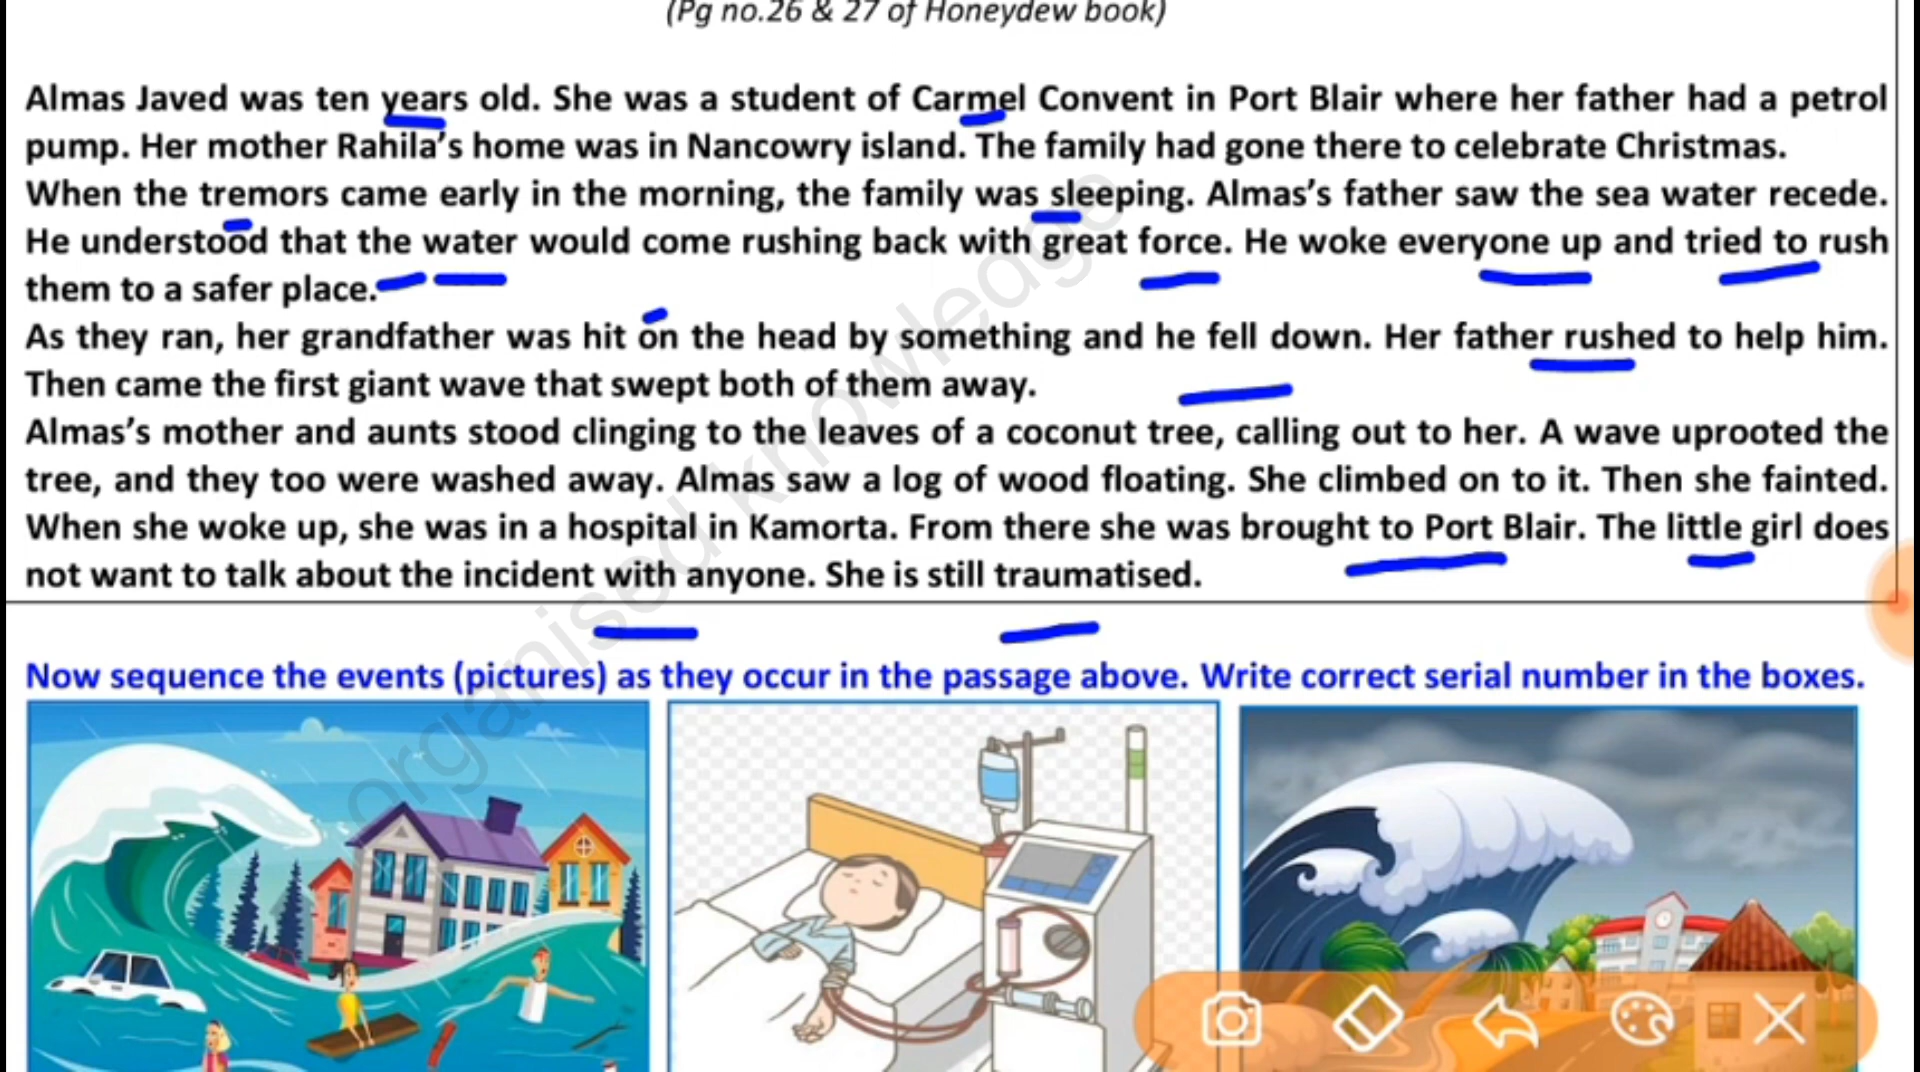 (Pg no.26 & 27 of Honeydew book)
Almas Javed was ten years old. She was a student of Carmel Convent in Port Blair where her father had a petrol
pump. Her mother Rahila's home was in Nancowry island. The family had gone there to celebrate Christmas.
When the tremors came early in the morning, the family was sleeping. Almas's father saw the sea water recede.
He understood that the water would come rushing back with great force. He woke everyone up and tried to rush
them to a safer place.
As they ran, her grandfather was hit on the head by something and he fell down. Her father rushed to help him.
Then came the first giant wave that swept both of them away.
Almas's mother and aunts stood clinging to the leaves of a coconut tree, calling out to her. A wave uprooted the
tree, and they too were washed away. Almas saw a log of wood floating. She climbed on to it. Then she fainted.
When she woke up, she was in a hospital in Kamorta. From there she was brought to Port Blair. The little girl does
not want to talk about the incident with anyone. She is still traumatised.
organised knowledge
Now sequence the events (pictures) as they occur in the passage above. Write correct serial number in the boxes.